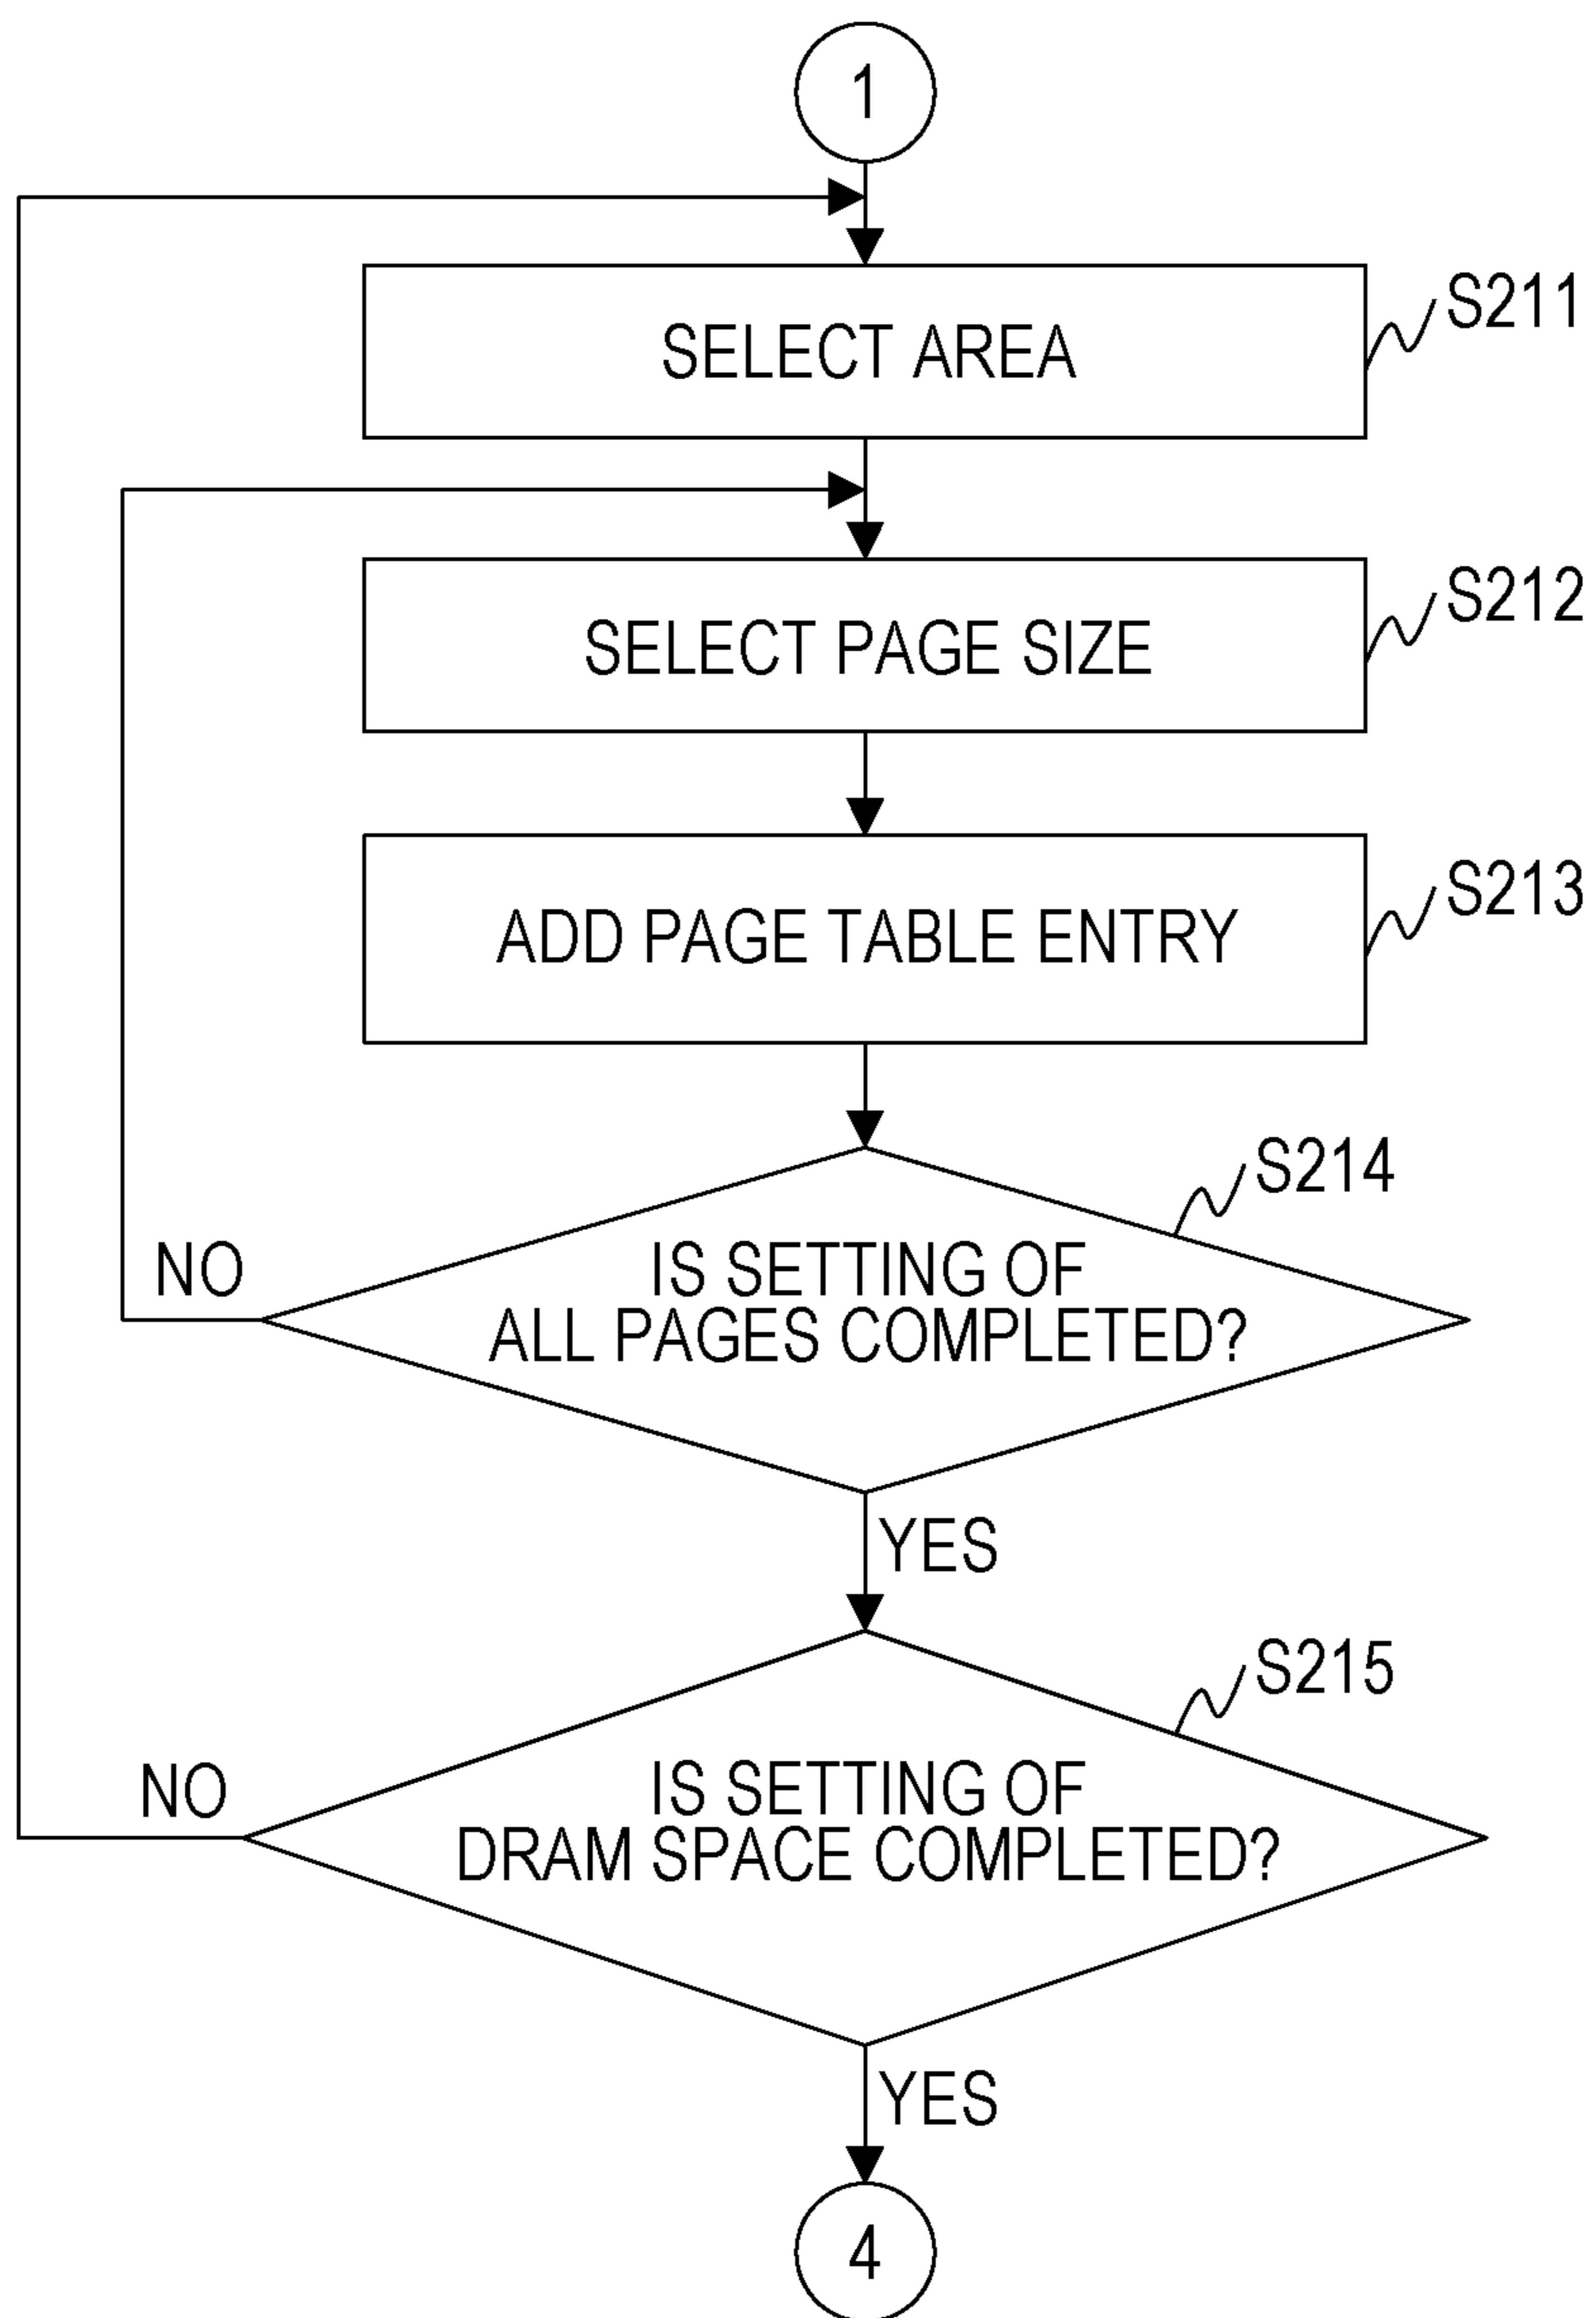 1
SELECT AREA
S211
SELECT PAGE SIZE
S212
ADD PAGE TABLE ENTRY
S213
S214
NO
IS SETTING OF
ALL PAGES COMPLETED?
YES
S215
NO
IS SETTING OF
DRAM SPACE COMPLETED?
YES
4